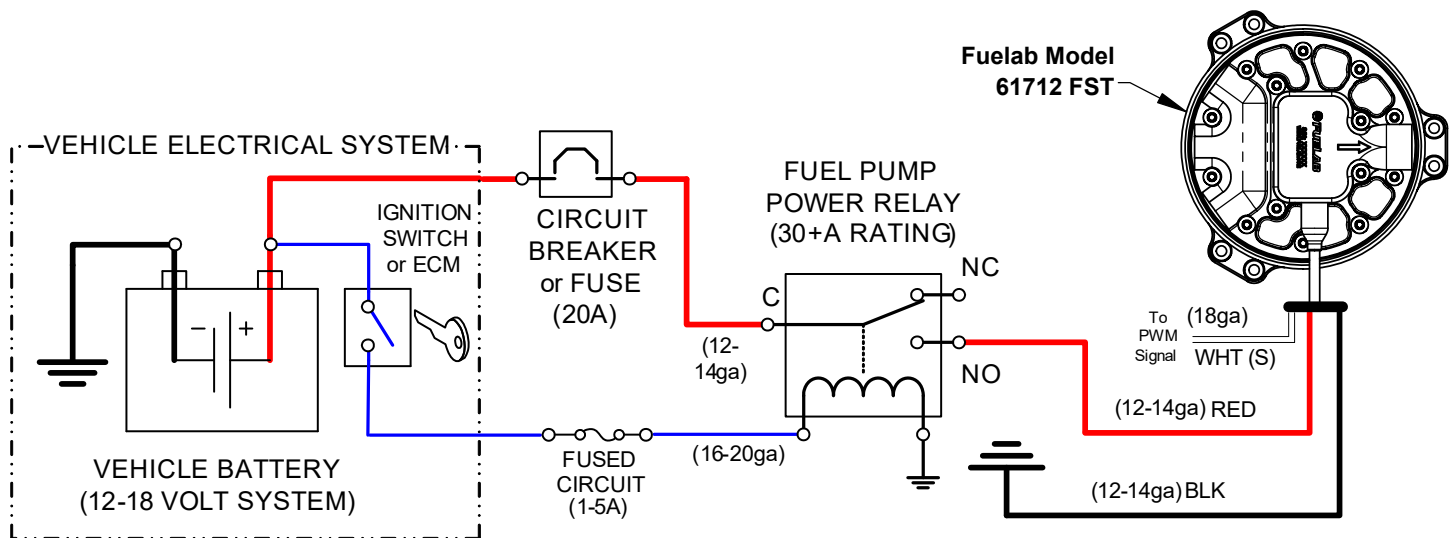 Fuelab Model
61712 FST
VEHICLE ELECTRICAL SYSTEM
IGNITION
SWITCH
or ECM
CIRCUIT
BREAKER
or FUSE
(20A)
FUEL PUMP
POWER RELAY
(30+A RATING)
NC
C
NO
(12-
14ga)
To
PWM
Signal
(18ga)
WHT (S)
(12-14ga) RED
(12-14ga) BLK
- +
VEHICLE BATTERY
(12-18 VOLT SYSTEM)
FUSED
CIRCUIT
(1-5A)
(16-20ga)
FUELAB